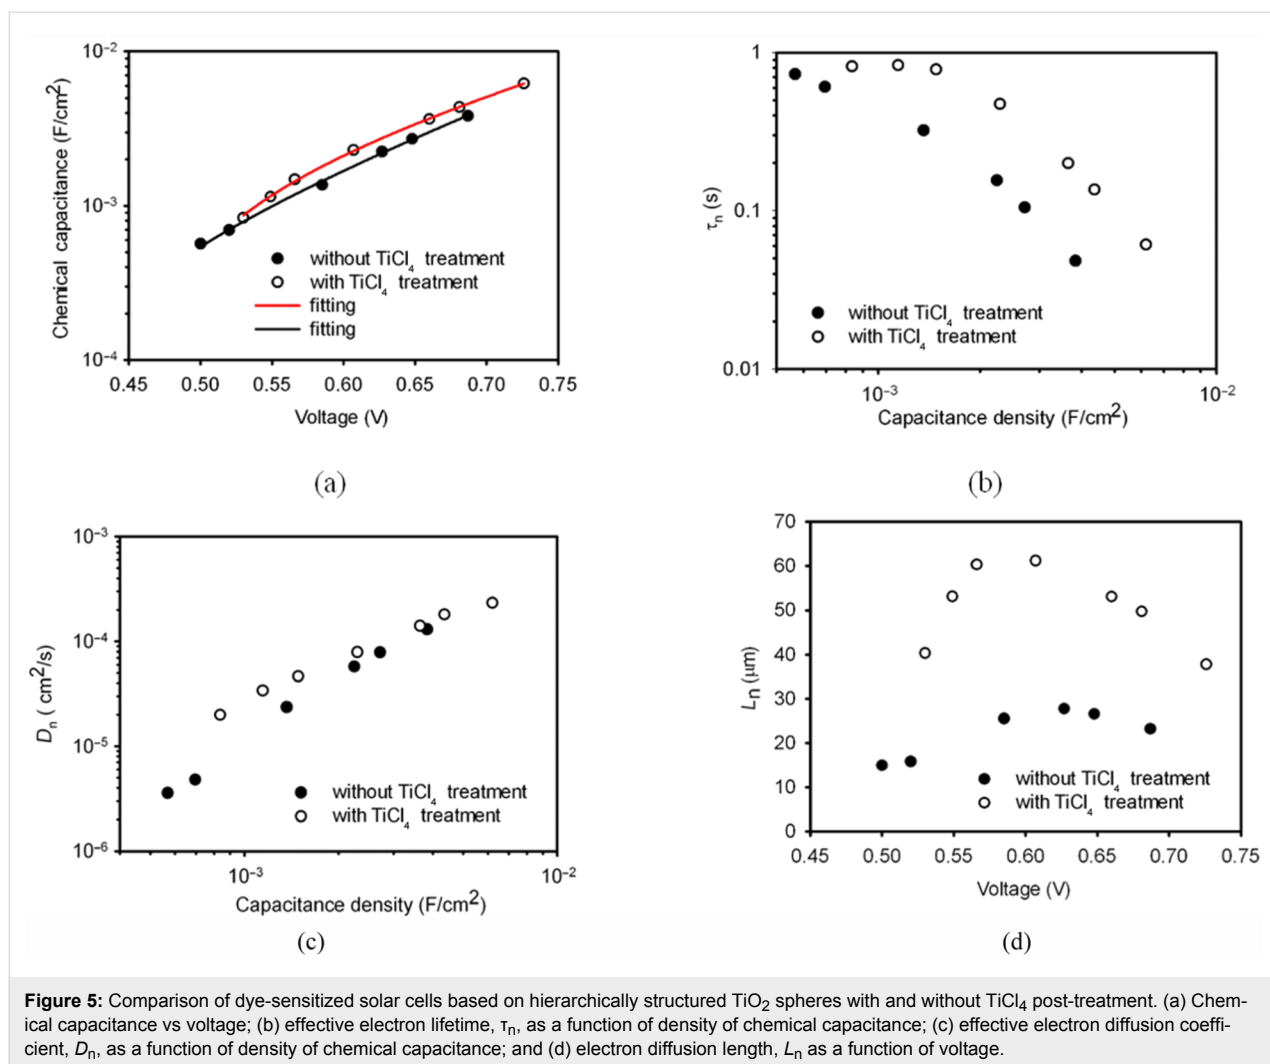 10⁻²
10⁻³
10⁻⁴
Chemical capacitance (F/cm²)
without TiCl₄ treatment
with TiCl₄ treatment
fitting
fitting
0.45 0.50 0.55 0.60 0.65 0.70 0.75
Voltage (V)
(a)
1
0.1
0.01
τₙ (s)
without TiCl₄ treatment
with TiCl₄ treatment
10⁻³ 10⁻²
Capacitance density (F/cm²)
(b)
10⁻³
10⁻⁴
10⁻⁵
10⁻⁶
Dₙ ( cm²/s)
without TiCl₄ treatment
with TiCl₄ treatment
10⁻³ 10⁻²
Capacitance density (F/cm²)
(c)
70
60
50
40
30
20
10
0
Lₙ (μm)
without TiCl₄ treatment
with TiCl₄ treatment
0.45 0.50 0.55 0.60 0.65 0.70 0.75
Voltage (V)
(d)
Figure 5: Comparison of dye-sensitized solar cells based on hierarchically structured TiO₂ spheres with and without TiCl₄ post-treatment. (a) Chem-
ical capacitance vs voltage; (b) effective electron lifetime, τₙ, as a function of density of chemical capacitance; (c) effective electron diffusion coeffi-
cient, Dₙ, as a function of density of chemical capacitance; and (d) electron diffusion length, Lₙ as a function of voltage.